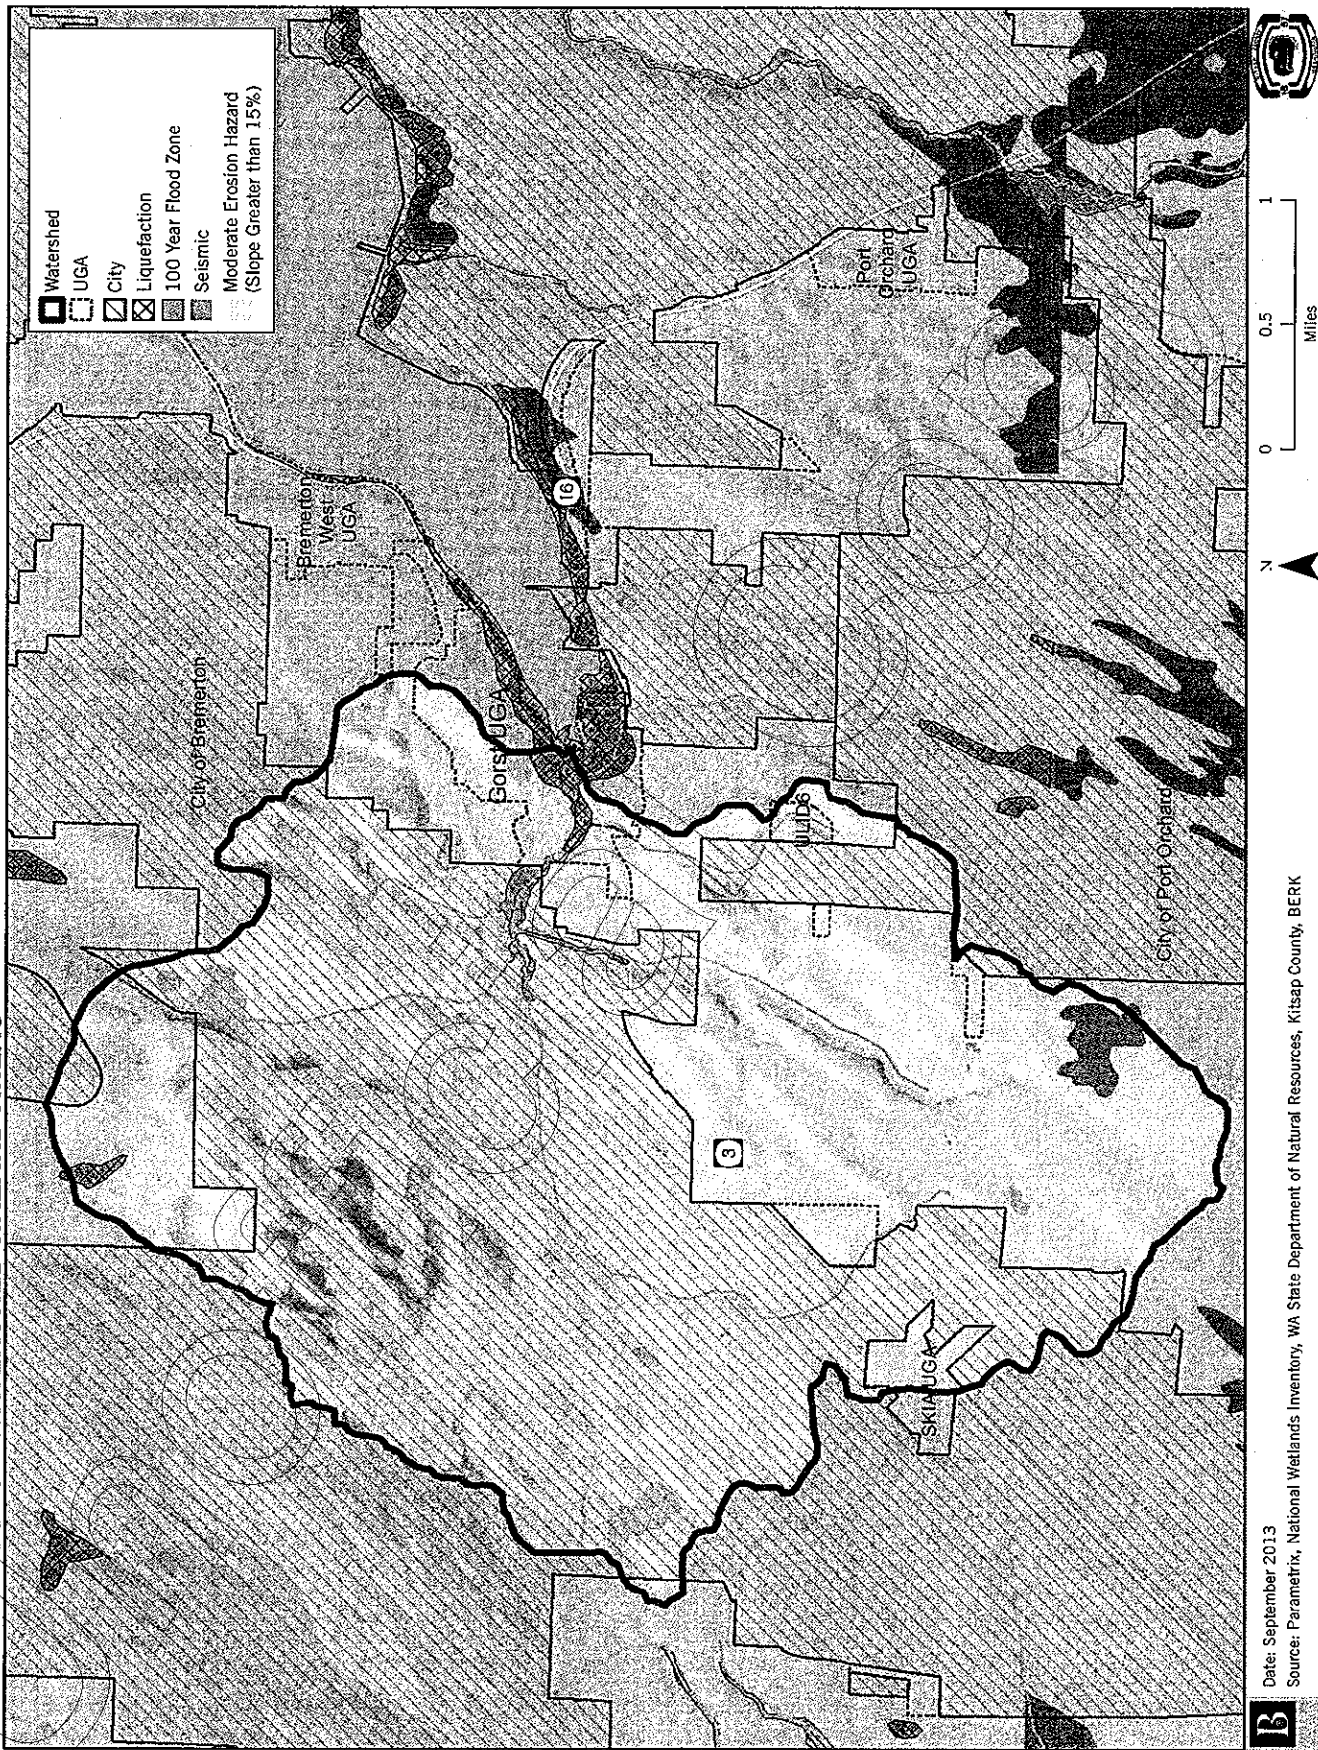 Watershed
UGA
City
Liquefaction
100 Year Flood Zone
Seismic
Moderate Erosion Hazard
(Slope Greater than 15%)
City of Bremerton
Bremerton
West
UGA
Gorst UGA
16
Port
Orchard
UGA
ULID6
3
SKIA UGA
City of Port Orchard
N
0 0.5 1
Miles
B
Date: September 2013
Source: Parametrix, National Wetlands Inventory, WA State Department of Natural Resources, Kitsap County, BERK